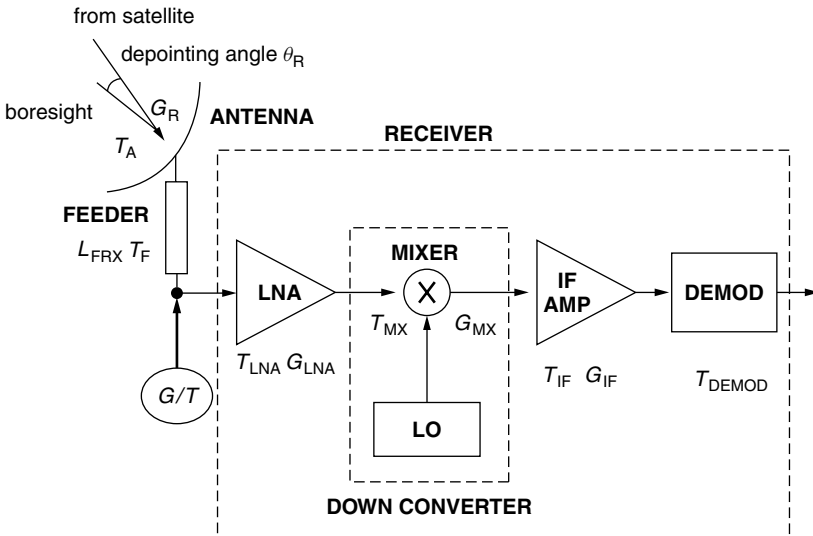 from satellite
depointing angle θR
boresight
GR
ANTENNA
RECEIVER
TA
FEEDER
LFRX TF
MIXER
LNA
X
IF
AMP
DEMOD
TMX
GMX
TLNA GLNA
TIF GIF
TDEMOD
G/T
LO
DOWN CONVERTER